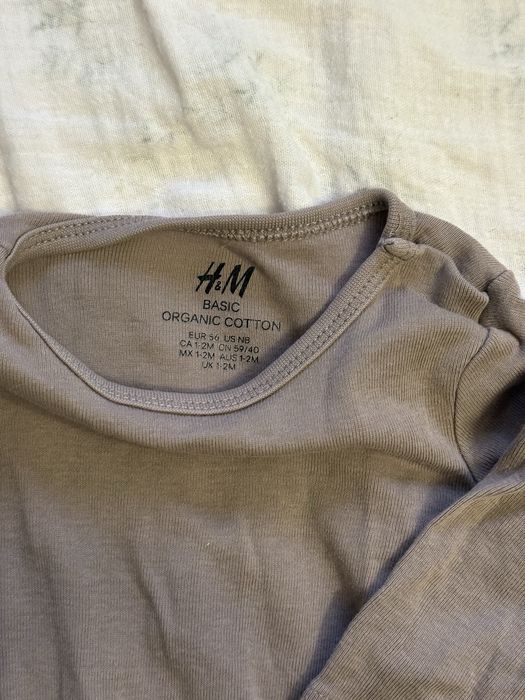 H&M
BASIC
ORGANIC COTTON
EUR 56 US NB
CA 1-2M CN 59/40
MX 1-2M AUS 1-2M
UK 1-2M